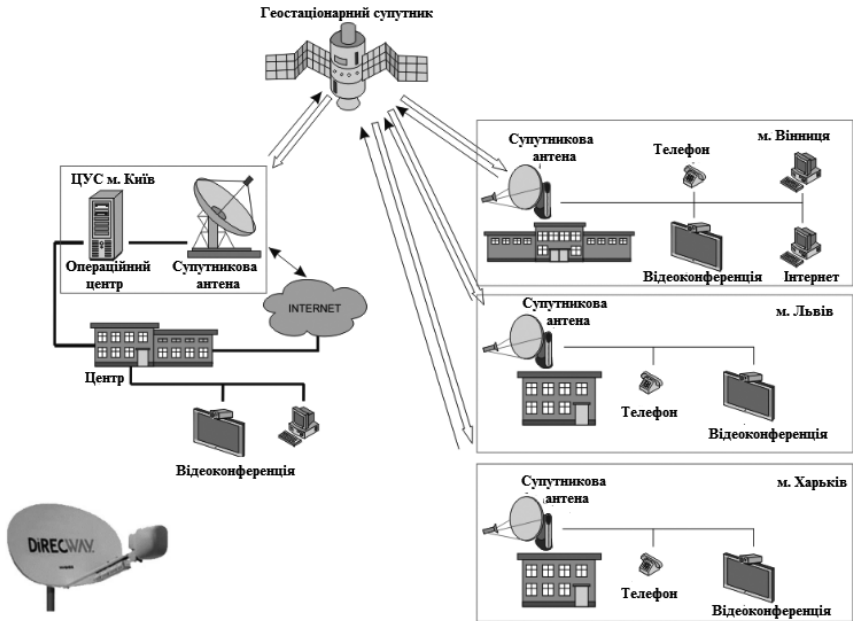 Геостаціонарний супутник
ЦУС м. Київ
Операційний
центр
Супутникова
антена
INTERNET
Центр
Відеоконференція
DIRECWAY
Супутникова
антена
Телефон
м. Вінниця
Відеоконференція
Інтернет
Супутникова
антена
м. Львів
Телефон
Відеоконференція
Супутникова
антена
м. Харьків
Телефон
Відеоконференція